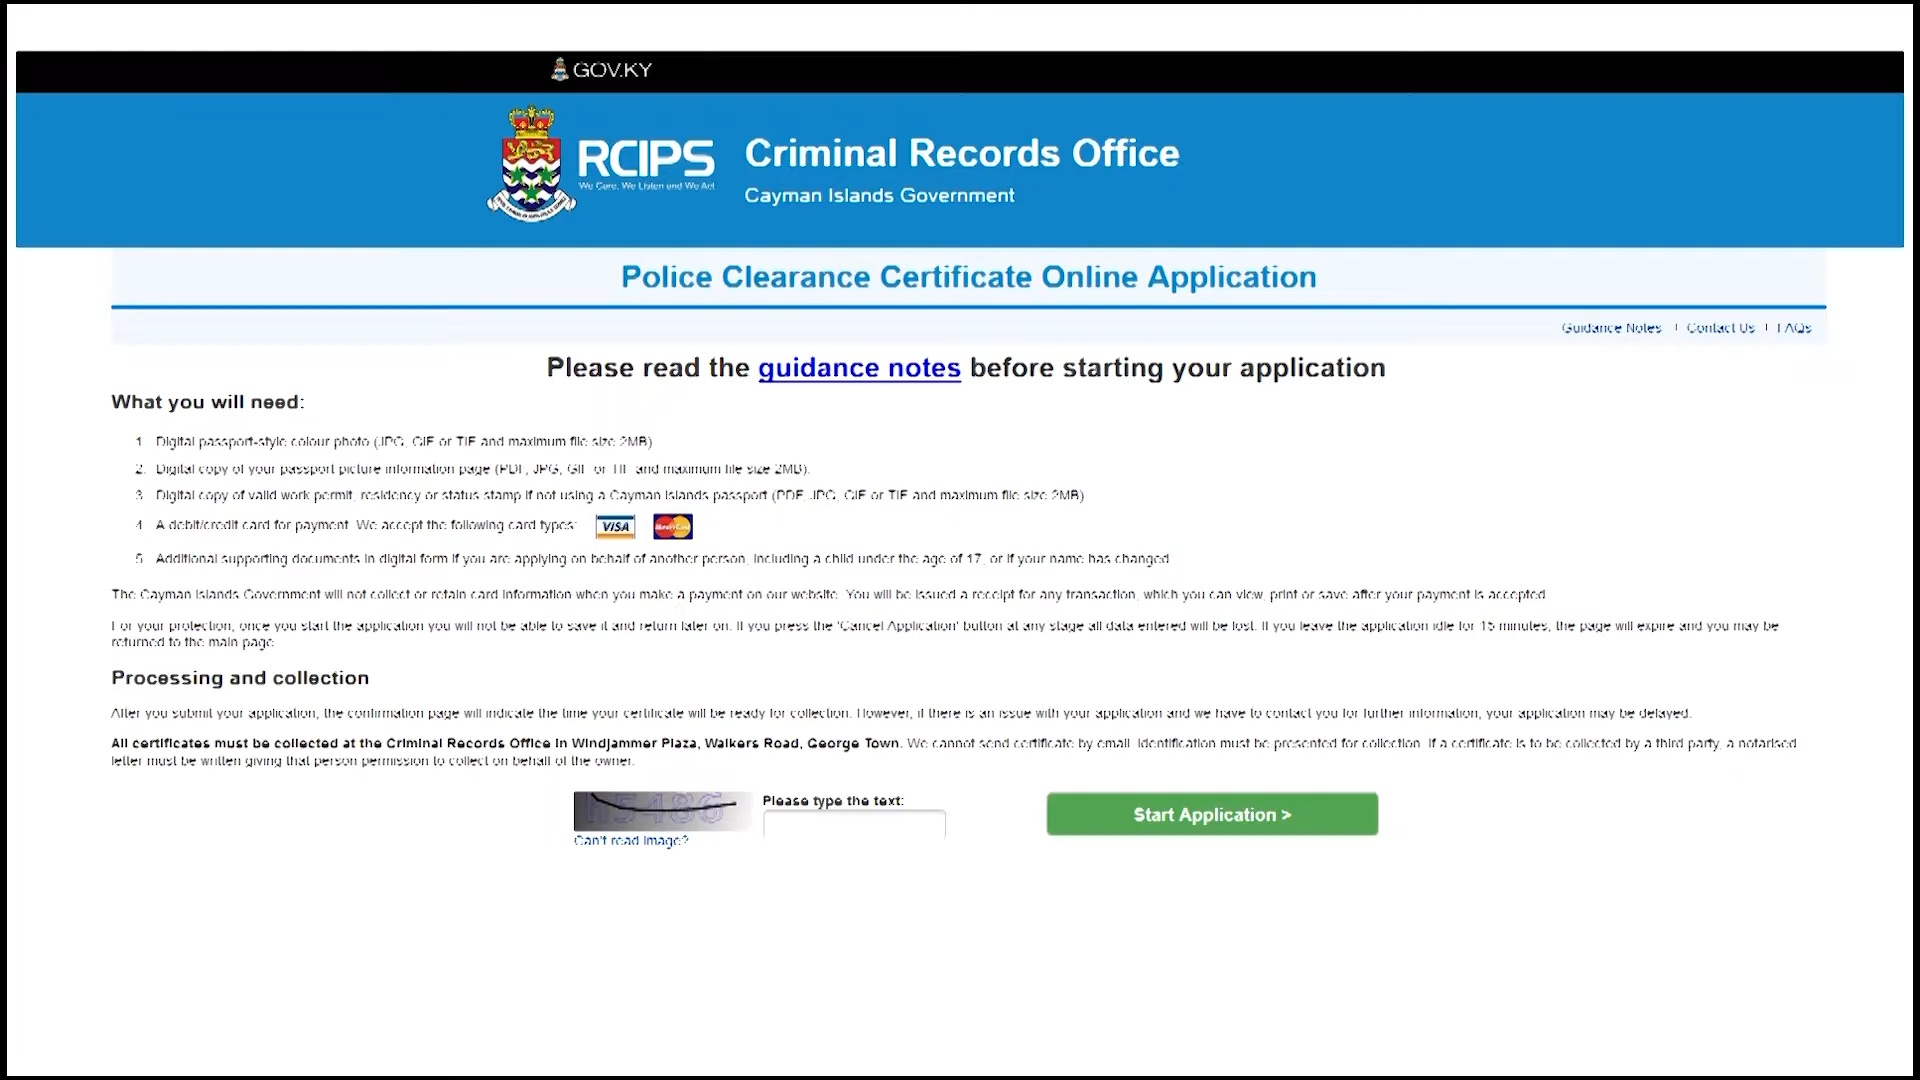 GOV.KY
RCIPS
We Care, We Listen and We Act
Criminal Records Office
Cayman Islands Government
Police Clearance Certificate Online Application
Guidance Notes | Contact Us | FAQs
Please read the guidance notes before starting your application
What you will need:
1. Digital passport-style colour photo (JPG, GIF or TIF and maximum file size 2MB)
2. Digital copy of your passport picture information page (PDF, JPG, GIF or TIF and maximum file size 2MB).
3. Digital copy of valid work permit, residency or status stamp if not using a Cayman Islands passport (PDF, JPG, GIF or TIF and maximum file size 2MB)
4. A debit/credit card for payment. We accept the following card types: VISA MasterCard
5. Additional supporting documents in digital form if you are applying on behalf of another person, including a child under the age of 17, or if your name has changed
The Cayman Islands Government will not collect or retain card information when you make a payment on our website. You will be issued a receipt for any transaction, which you can view, print or save after your payment is accepted
For your protection, once you start the application you will not be able to save it and return later on. If you press the 'Cancel Application' button at any stage all data entered will be lost. If you leave the application idle for 15 minutes, the page will expire and you may be
returned to the main page
Processing and collection
After you submit your application, the confirmation page will indicate the time your certificate will be ready for collection. However, if there is an issue with your application and we have to contact you for further information, your application may be delayed.
All certificates must be collected at the Criminal Records Office in Windjammer Plaza, Walkers Road, George Town. We cannot send certificate by email. Identification must be presented for collection. If a certificate is to be collected by a third party, a notarised
letter must be written giving that person permission to collect on behalf of the owner.
Please type the text:
Start Application >
Can't read image?